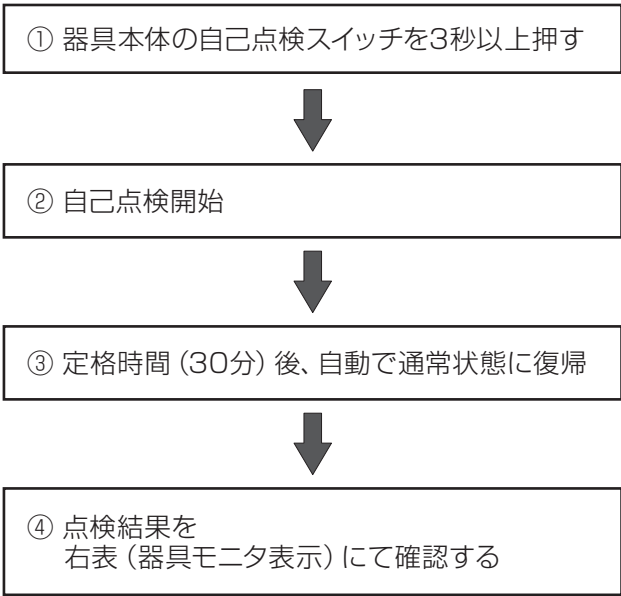 ① 器具本体の自己点検スイッチを3秒以上押す
② 自己点検開始
③ 定格時間（30分）後、自動で通常状態に復帰
④ 点検結果を
右表（器具モニタ表示）にて確認する